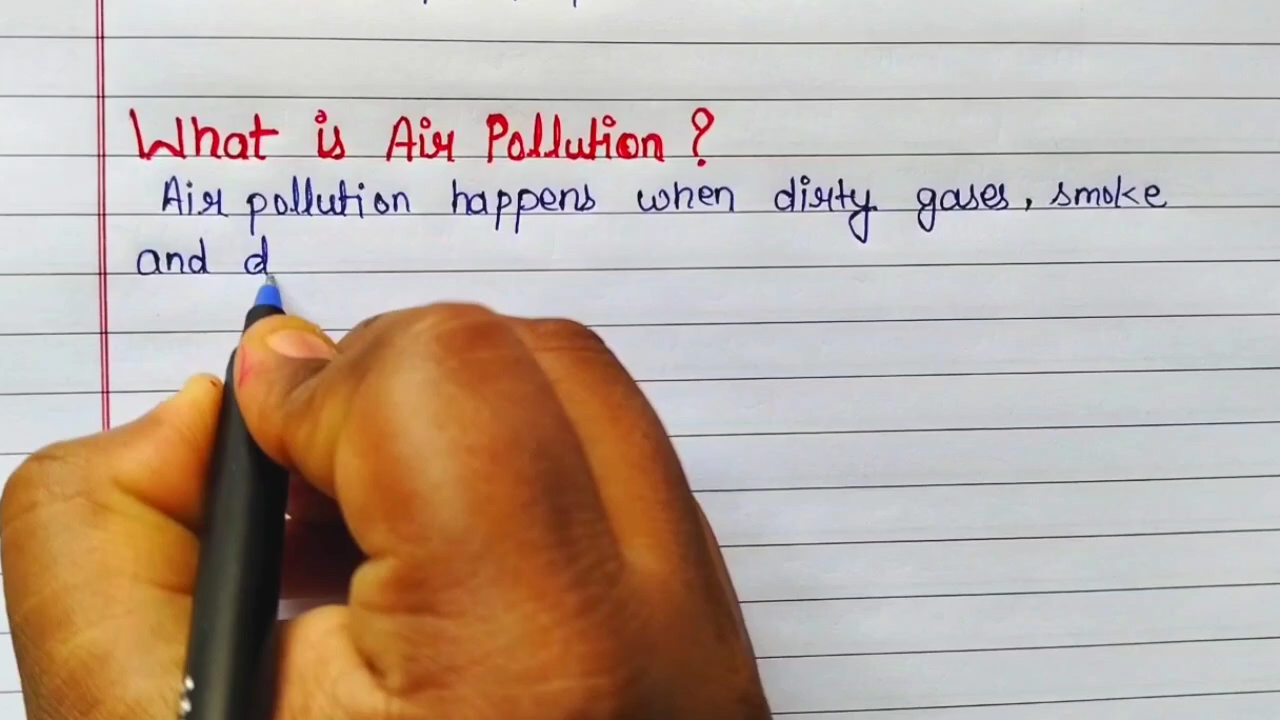 What is Air Pollution?
Air pollution happens when dirty gases, smoke
and d